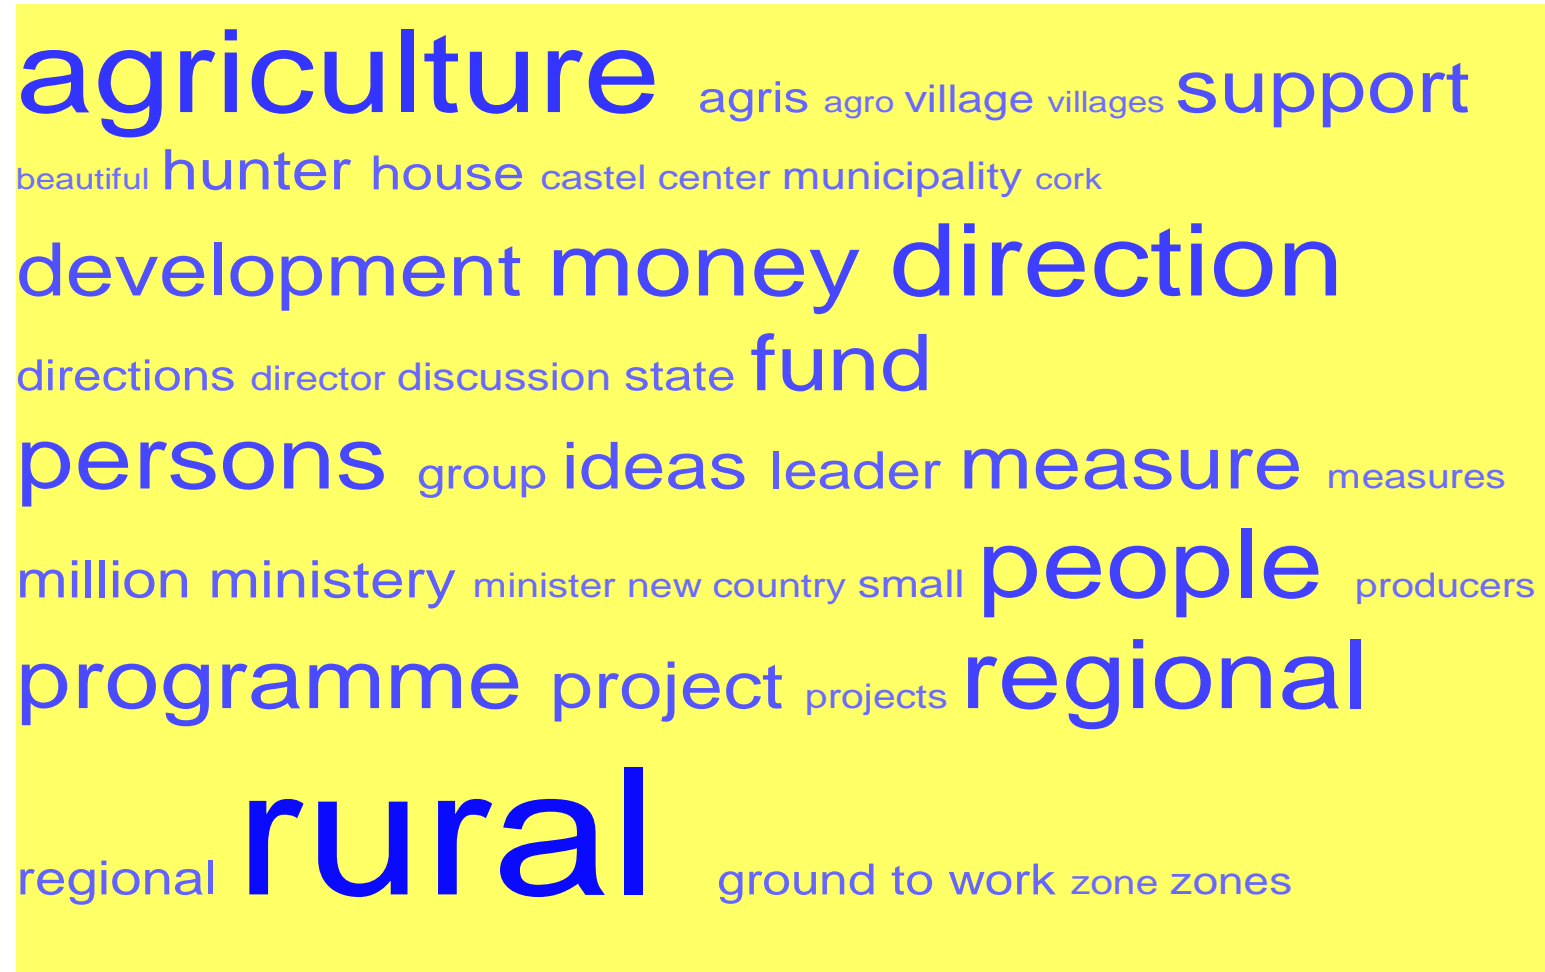 agriculture agris agro village villages support
beautiful hunter house castel center municipality cork
development money direction
directions director discussion state fund
persons group ideas leader measure measures
million ministery minister new country small people producers
programme project projects regional
regional rural ground to work zone zones